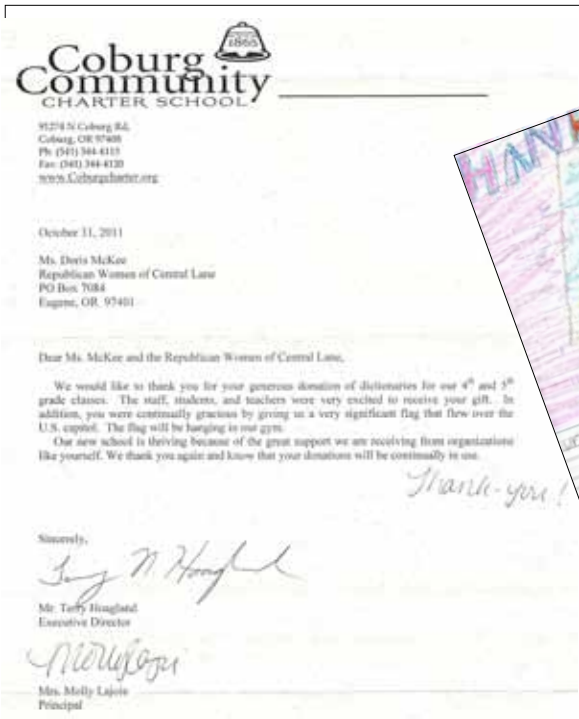 1865
Coburg
Community
CHARTER SCHOOL
91274 N Coburg Rd.
Coburg, OR 97408
Ph: (541) 344-4113
Fax: (541) 344-4120
www.Coburgcharter.org
October 31, 2011
Ms. Doris McKee
Republican Women of Central Lane
PO Box 7084
Eugene, OR 97401
Dear Ms. McKee and the Republican Women of Central Lane,
We would like to thank you for your generous donation of dictionaries for our 4th and 5th
grade classes. The staff, students, and teachers were very excited to receive your gift. In
addition, you were continually gracious by giving us a very significant flag that flew over the
U.S. capitol. The flag will be hanging in our gym.
Our new school is thriving because of the great support we are receiving from organizations
like yourself. We thank you again and know that your donations will be continually in use.
Thank-you!
Sincerely,
Mr. Terry Hoagland
Executive Director
Mrs. Molly Lajoie
Principal
HAN